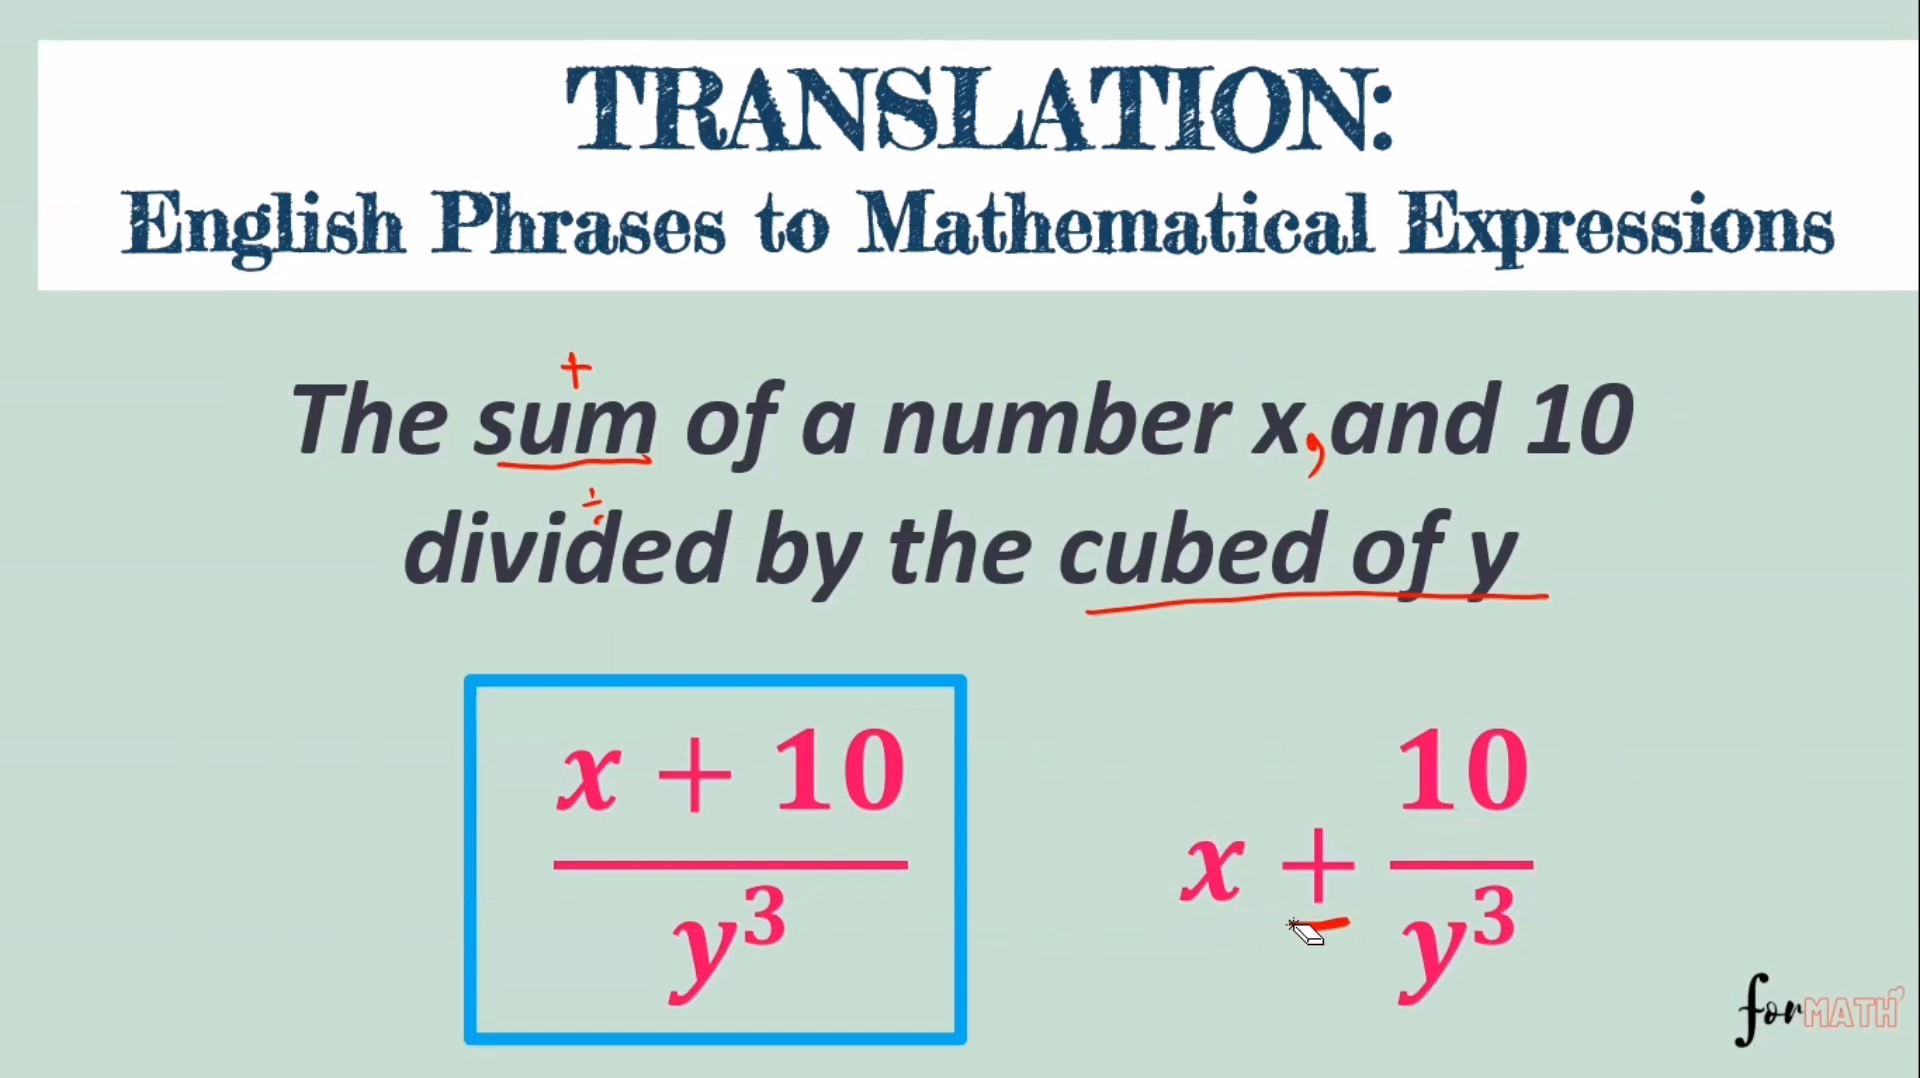 TRANSLATION:
English Phrases to Mathematical Expressions
+
The sum of a number x, and 10
÷
divided by the cubed of y
x + 10
y³
x + 10
y³
forMATH